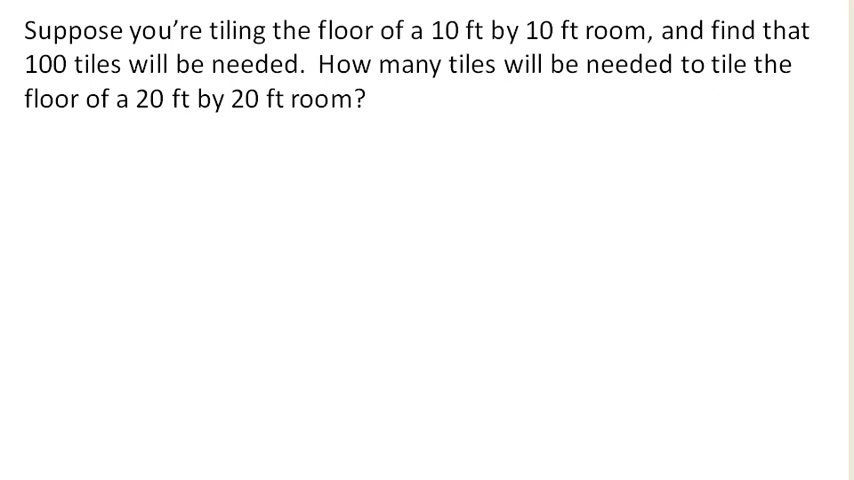 Suppose you’re tiling the floor of a 10 ft by 10 ft room, and find that
100 tiles will be needed.  How many tiles will be needed to tile the
floor of a 20 ft by 20 ft room?